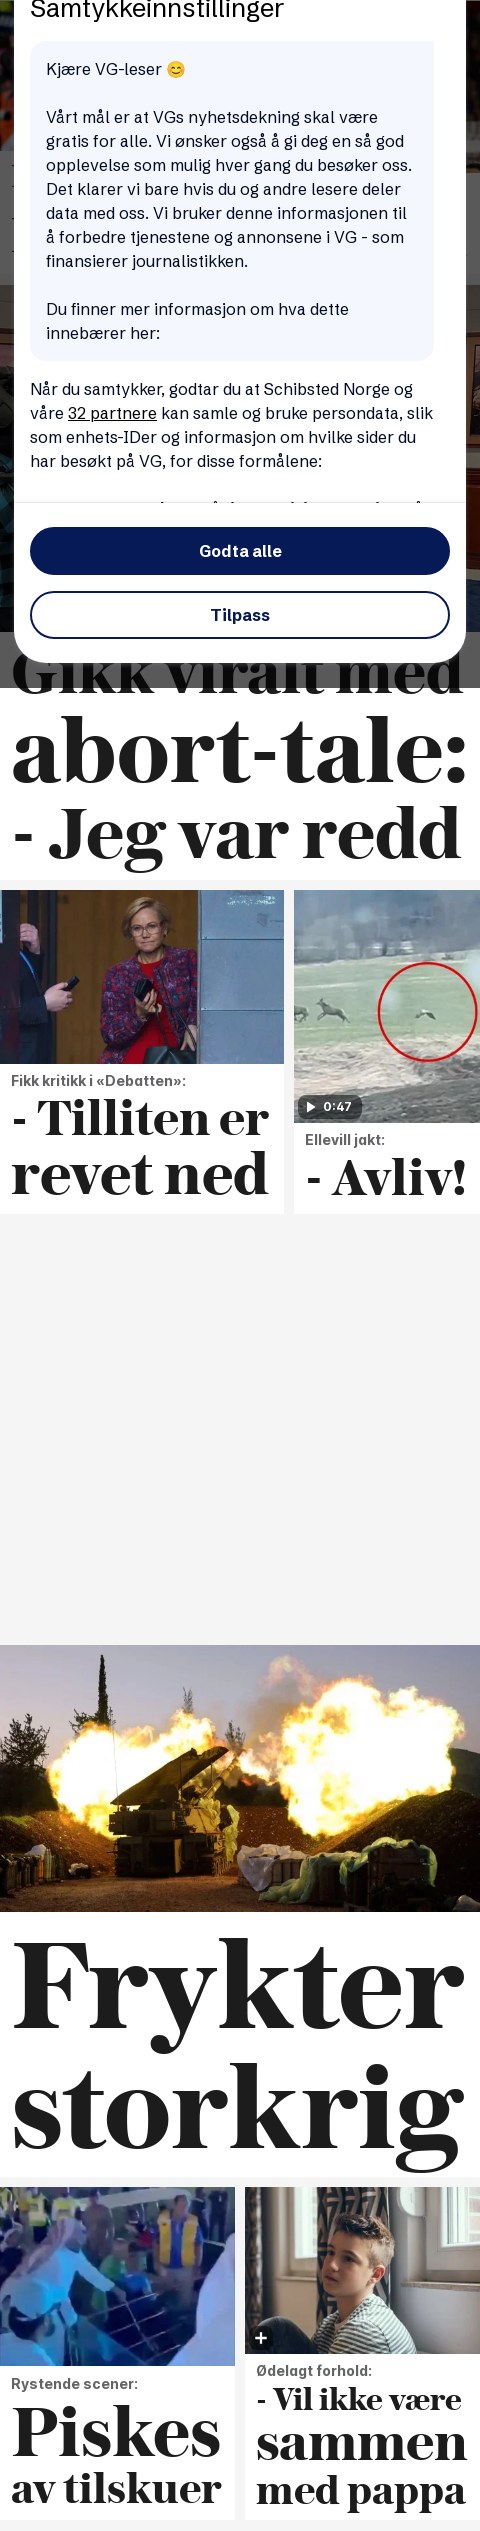 Samtykkeinnstillinger
Kjære VG-leser 😊
Vårt mål er at VGs nyhetsdekning skal være
gratis for alle. Vi ønsker også å gi deg en så god
opplevelse som mulig hver gang du besøker oss.
Det klarer vi bare hvis du og andre lesere deler
data med oss. Vi bruker denne informasjonen til
å forbedre tjenestene og annonsene i VG - som
finansierer journalistikken.
Du finner mer informasjon om hva dette
innebærer her:
Når du samtykker, godtar du at Schibsted Norge og
våre 32 partnere kan samle og bruke persondata, slik
som enhets-IDer og informasjon om hvilke sider du
har besøkt på VG, for disse formålene:
Godta alle
Tilpass
Gikk viralt med
abort-tale:
- Jeg var redd
Fikk kritikk i «Debatten»:
- Tilliten er
revet ned
0:47
Ellevill jakt:
- Avliv!
Frykter
storkrig
Rystende scener:
Piskes
av tilskuer
Ødelagt forhold:
- Vil ikke være
sammen
med pappa